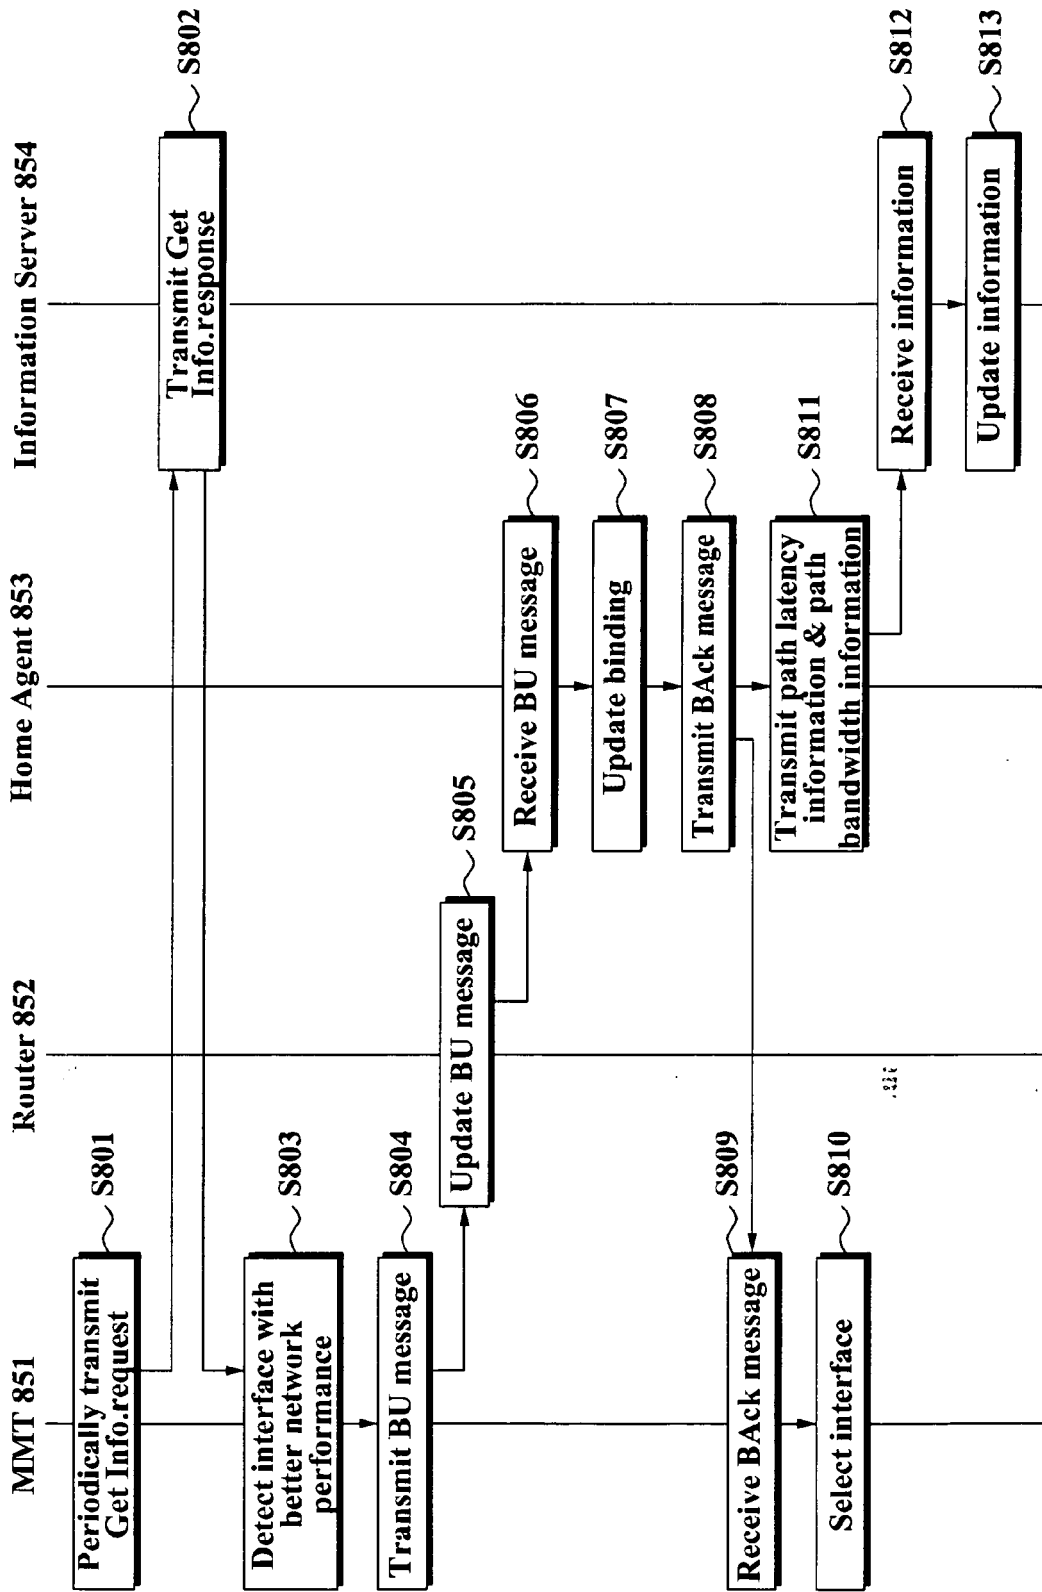 MMT 851
Router 852
Home Agent 853
Information Server 854
Periodically transmit
Get Info.request
S801
Transmit Get
Info.response
S802
Detect interface with
better network
performance
S803
Transmit BU message
S804
Update BU message
S805
Receive BU message
S806
Update binding
S807
Transmit BAck message
S808
Receive BAck message
S809
Select interface
S810
Transmit path latency
information & path
bandwidth information
S811
Receive information
S812
Update information
S813